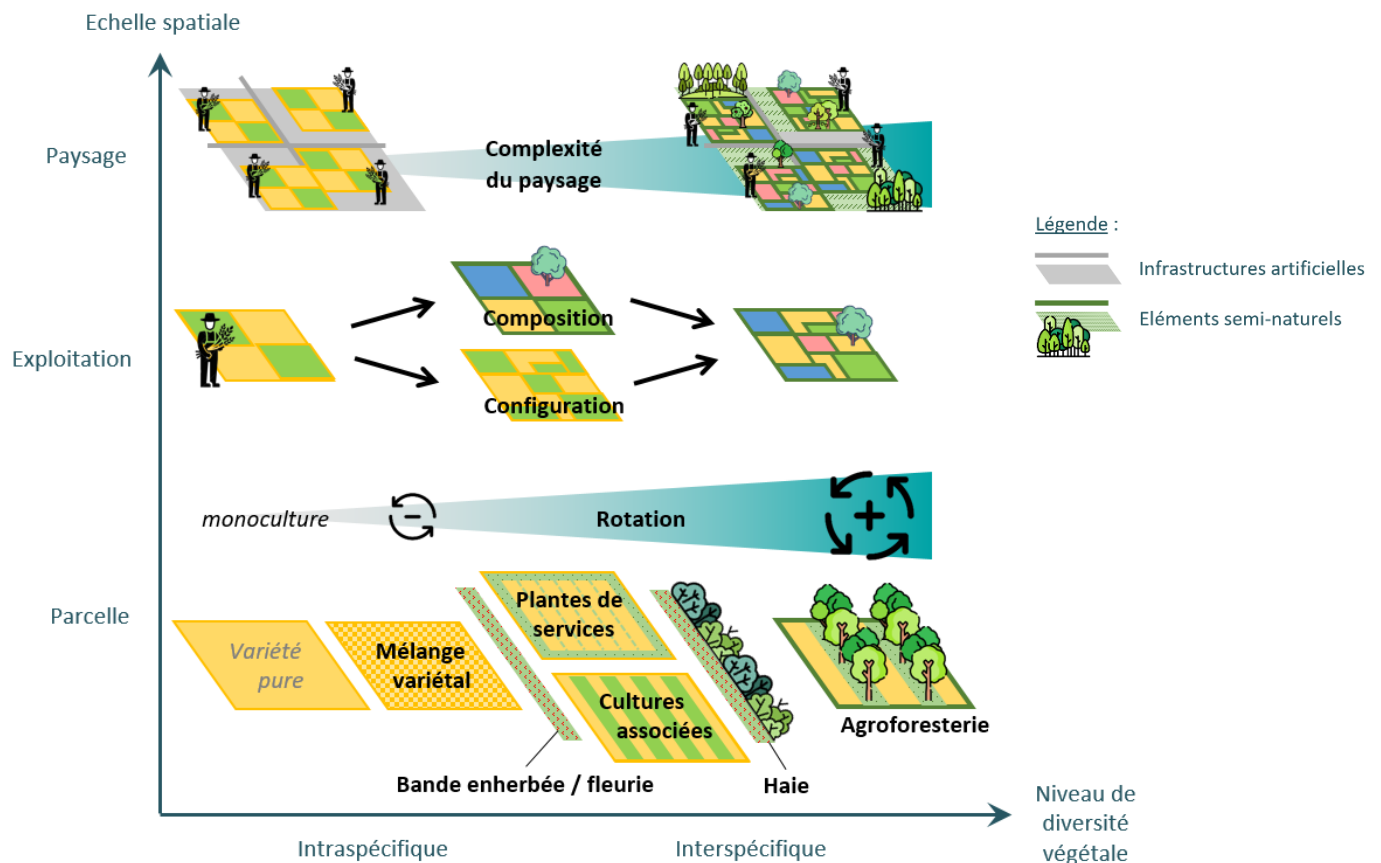 Echelle spatiale
Paysage
Complexité
du paysage
Légende :
Infrastructures artificielles
Eléments semi-naturels
Exploitation
Composition
Configuration
monoculture
Rotation
Parcelle
Variété
pure
Mélange
variétal
Plantes de
services
Cultures
associées
Agroforesterie
Bande enherbée / fleurie
Haie
Niveau de
diversité
végétale
Intraspécifique
Interspécifique